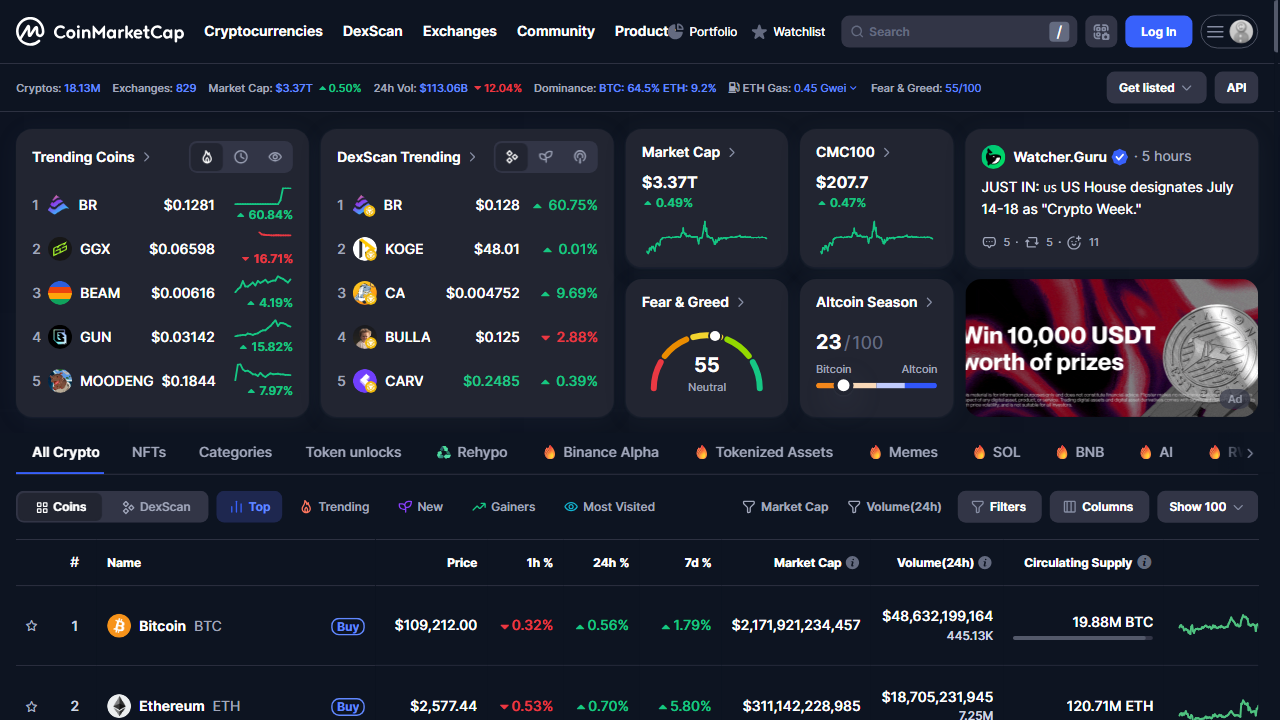 CoinMarketCap Cryptocurrencies DexScan Exchanges Community Product Portfolio Watchlist Search / Log In
Cryptos: 18.13M Exchanges: 829 Market Cap: $3.37T 0.50% 24h Vol: $113.06B 12.04% Dominance: BTC: 64.5% ETH: 9.2% ETH Gas: 0.45 Gwei Fear & Greed: 55/100 Get listed API
Trending Coins
1 BR $0.1281 60.84%
2 GGX $0.06598 16.71%
3 BEAM $0.00616 4.19%
4 GUN $0.03142 15.82%
5 MOODENG $0.1844 7.97%
DexScan Trending
1 BR $0.128 60.75%
2 KOGE $48.01 0.01%
3 CA $0.004752 9.69%
4 BULLA $0.125 2.88%
5 CARV $0.2485 0.39%
Market Cap
$3.37T
0.49%
CMC100
$207.7
0.47%
Fear & Greed
55
Neutral
Altcoin Season
23/100
Bitcoin Altcoin
Watcher.Guru · 5 hours
JUST IN: us US House designates July
14-18 as "Crypto Week."
5 · 5 · 11
Win 10,000 USDT
worth of prizes
Ad
All Crypto NFTs Categories Token unlocks Rehypo Binance Alpha Tokenized Assets Memes SOL BNB AI
Coins DexScan Top Trending New Gainers Most Visited Market Cap Volume(24h) Filters Columns Show 100
# Name Price 1h % 24h % 7d % Market Cap Volume(24h) Circulating Supply
1 Bitcoin BTC Buy $109,212.00 0.32% 0.56% 1.79% $2,171,921,234,457 $48,632,199,164 19.88M BTC
445.13K
2 Ethereum ETH Buy $2,577.44 0.53% 0.70% 5.80% $311,142,228,985 $18,705,231,945 120.71M ETH
7.25M